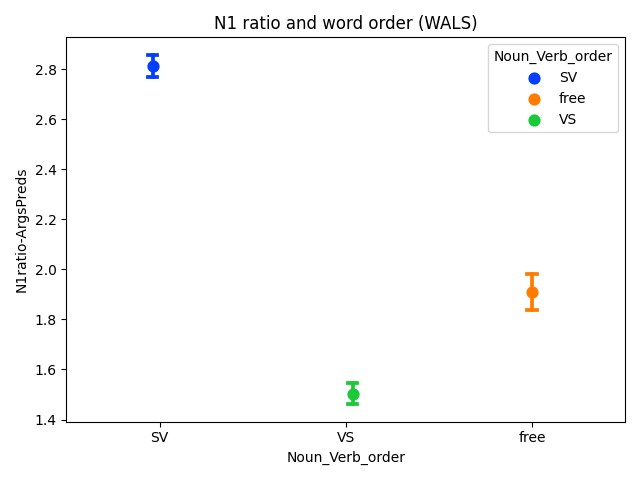 N1 ratio and word order (WALS)
Noun_Verb_order
SV
free
VS
2.8
2.6
2.4
2.2
2.0
1.8
1.6
1.4
N1ratio-ArgsPreds
SV VS free
Noun_Verb_order